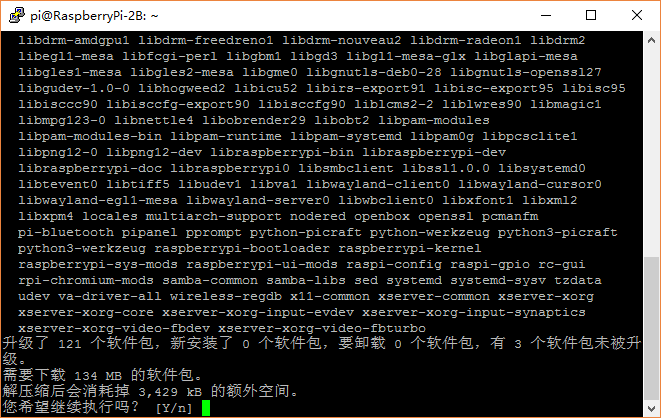 pi@RaspberryPi-2B: ~
libdrm-amdgpu1 libdrm-freedreno1 libdrm-nouveau2 libdrm-radeon1 libdrm2
libegl1-mesa libfcgi-perl libgbm1 libgd3 libgl1-mesa-glx libglapi-mesa
libgles1-mesa libgles2-mesa libgme0 libgnutls-deb0-28 libgnutls-openssl27
libgudev-1.0-0 libhogweed2 libicu52 libirs-export91 libisc-export95 libisc95
libisccc90 libisccfg-export90 libisccfg90 liblcms2-2 liblwres90 libmagic1
libmpg123-0 libnettle4 libobrender29 libobt2 libpam-modules
libpam-modules-bin libpam-runtime libpam-systemd libpam0g libpcsclite1
libpng12-0 libpng12-dev libraspberrypi-bin libraspberrypi-dev
libraspberrypi-doc libraspberrypi0 libsmbclient libssl1.0.0 libsystemd0
libtevent0 libtiff5 libudev1 libva1 libwayland-client0 libwayland-cursor0
libwayland-egl1-mesa libwayland-server0 libwbclient0 libxfont1 libxml2
libxpm4 locales multiarch-support nodered openbox openssl pcmanfm
pi-bluetooth pipanel pprompt python-picraft python-werkzeug python3-picraft
python3-werkzeug raspberrypi-bootloader raspberrypi-kernel
raspberrypi-sys-mods raspberrypi-ui-mods raspi-config raspi-gpio rc-gui
rpi-chromium-mods samba-common samba-libs sed systemd systemd-sysv tzdata
udev va-driver-all wireless-regdb x11-common xserver-common xserver-xorg
xserver-xorg-core xserver-xorg-input-evdev xserver-xorg-input-synaptics
xserver-xorg-video-fbdev xserver-xorg-video-fbturbo
升级了 121 个软件包，新安装了 0 个软件包，要卸载 0 个软件包，有 3 个软件包未被升
级。
需要下载 134 MB 的软件包。
解压缩后会消耗掉 3,429 kB 的额外空间。
您希望继续执行吗？ [Y/n]